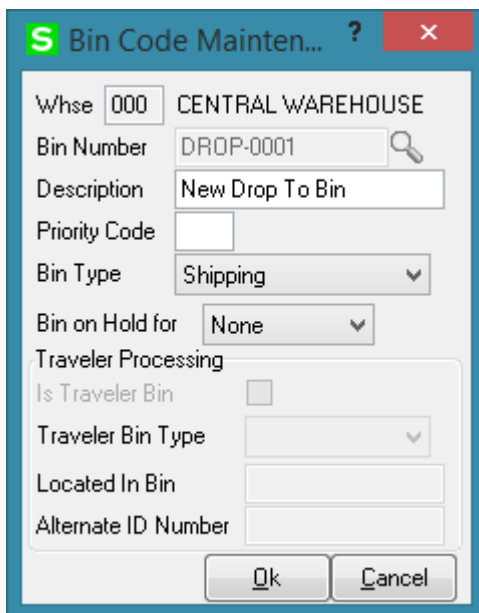 S Bin Code Mainten... ? ×
Whse 000 CENTRAL WAREHOUSE
Bin Number DROP-0001
Description New Drop To Bin
Priority Code
Bin Type Shipping
Bin on Hold for None
Traveler Processing
Is Traveler Bin
Traveler Bin Type
Located In Bin
Alternate ID Number
Ok Cancel